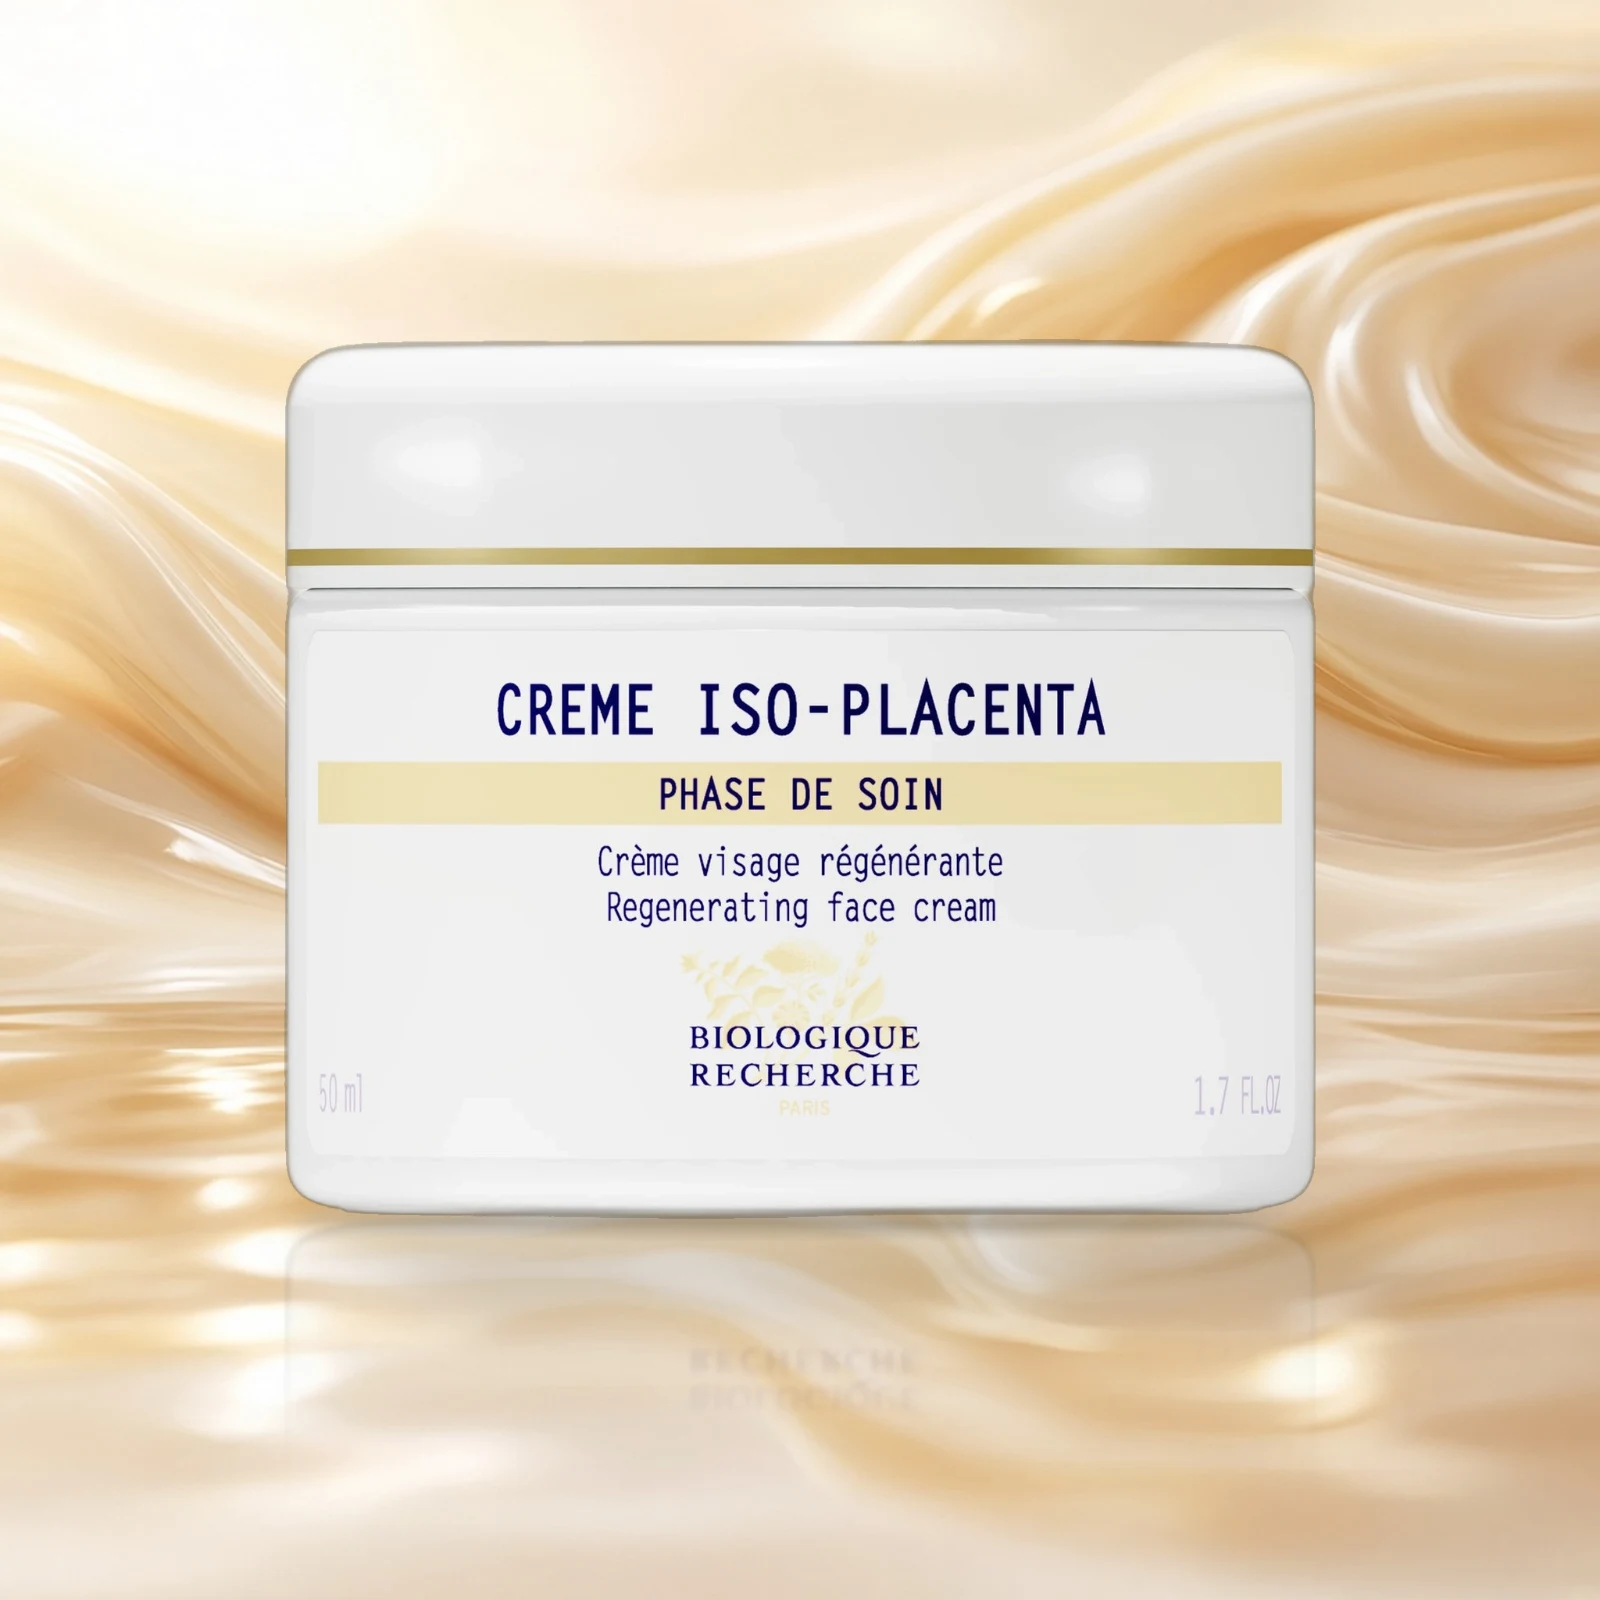 CREME ISO-PLACENTA
PHASE DE SOIN
Crème visage régénérante
Regenerating face cream
BIOLOGIQUE
RECHERCHE
PARIS
50 ml
1.7 FL.OZ